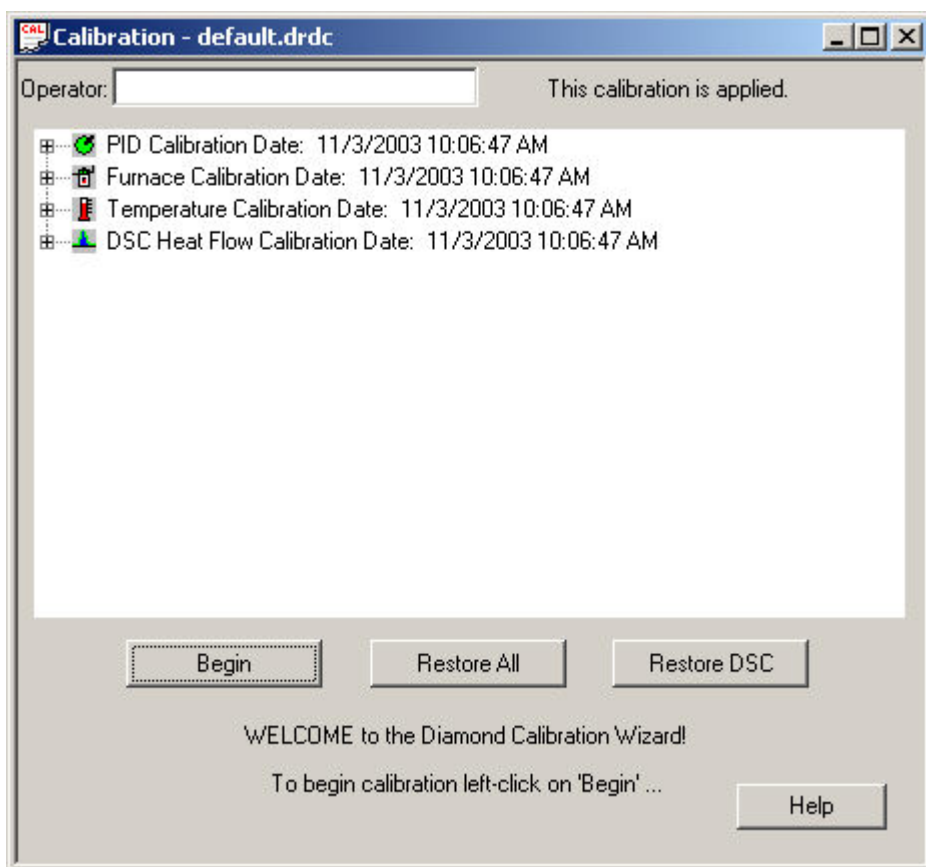 CAL
Calibration - default.drdc
Operator: This calibration is applied.
PID Calibration Date: 11/3/2003 10:06:47 AM
Furnace Calibration Date: 11/3/2003 10:06:47 AM
Temperature Calibration Date: 11/3/2003 10:06:47 AM
DSC Heat Flow Calibration Date: 11/3/2003 10:06:47 AM
Begin Restore All Restore DSC
WELCOME to the Diamond Calibration Wizard!
To begin calibration left-click on 'Begin' ...
Help